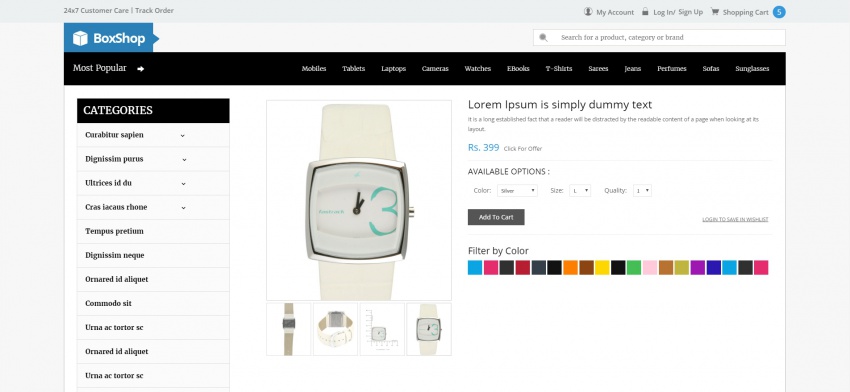 24x7 Customer Care | Track Order
My Account Log In/ Sign Up Shopping Cart 5
BoxShop
Search for a product, category or brand
Most Popular
Mobiles Tablets Laptops Cameras Watches EBooks T-Shirts Sarees Jeans Perfumes Sofas Sunglasses
CATEGORIES
Curabitur sapien
Dignissim purus
Ultrices id du
Cras iacaus rhone
Tempus pretium
Dignissim neque
Ornared id aliquet
Commodo sit
Urna ac tortor sc
Ornared id aliquet
Urna ac tortor sc
fastrack
Lorem Ipsum is simply dummy text
It is a long established fact that a reader will be distracted by the readable content of a page when looking at its
layout.
Rs. 399 Click For Offer
AVAILABLE OPTIONS :
Color: Silver Size: L Quality: 1
Add To Cart
LOGIN TO SAVE IN WISHLIST
Filter by Color